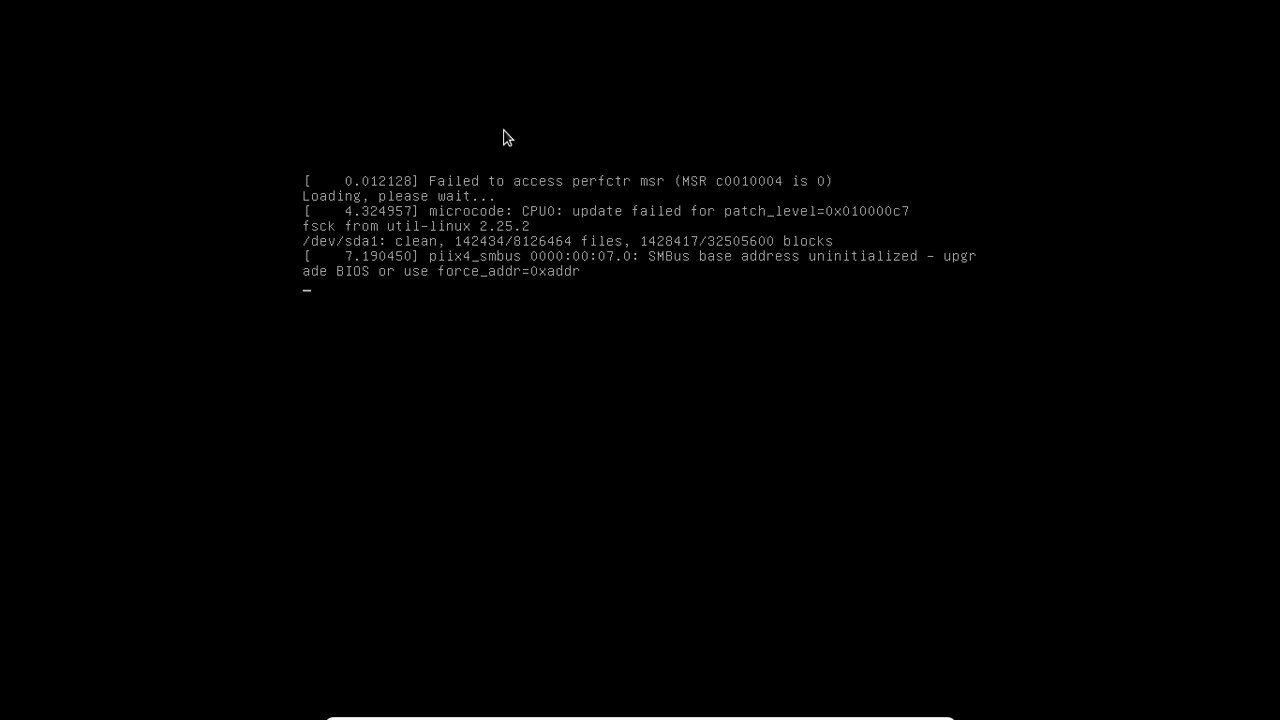 [    0.012128] Failed to access perfctr msr (MSR c0010004 is 0)
Loading, please wait...
[    4.324957] microcode: CPU0: update failed for patch_level=0x010000c7
fsck from util-linux 2.25.2
/dev/sda1: clean, 142434/8126464 files, 1428417/32505600 blocks
[    7.190450] piix4_smbus 0000:00:07.0: SMBus base address uninitialized - upgr
ade BIOS or use force_addr=0xaddr
_